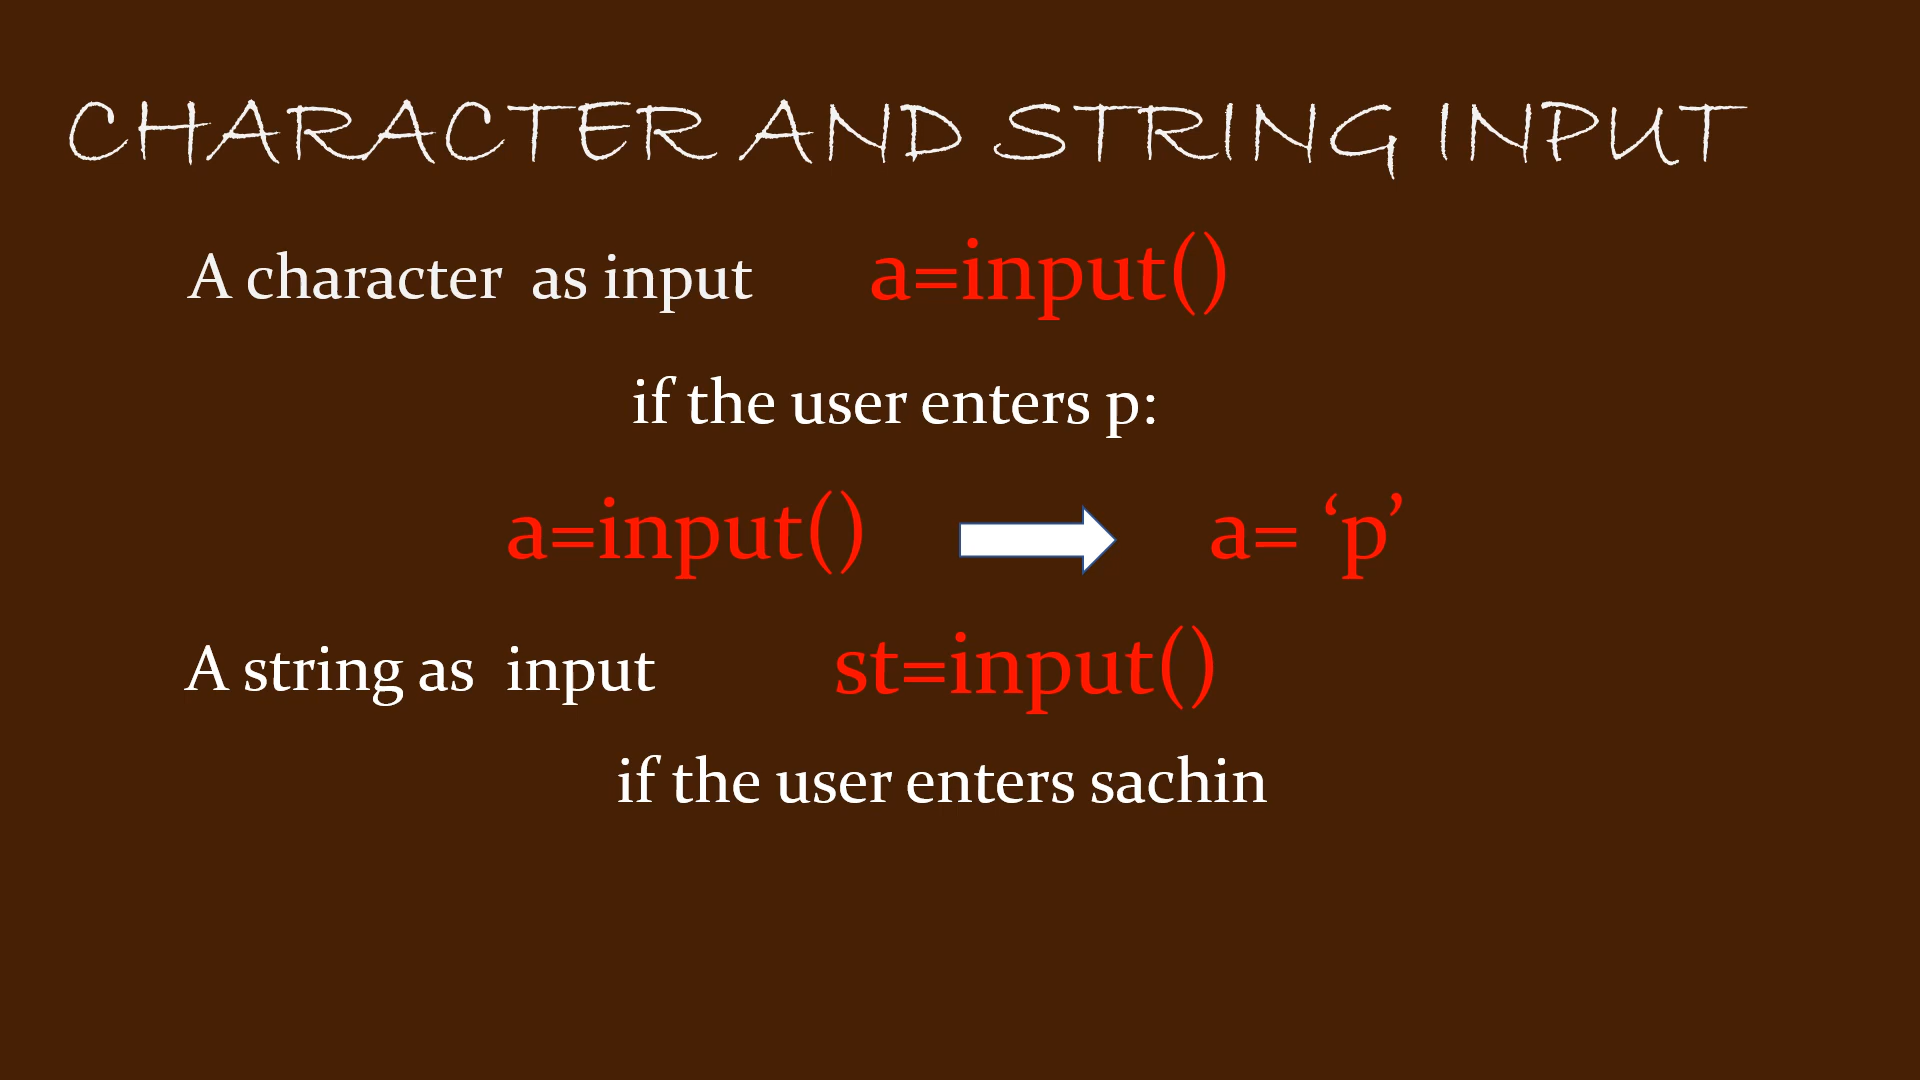 CHARACTER AND STRING INPUT
A character as input a=input()
if the user enters p:
a=input() a= ‘p’
A string as input st=input()
if the user enters sachin